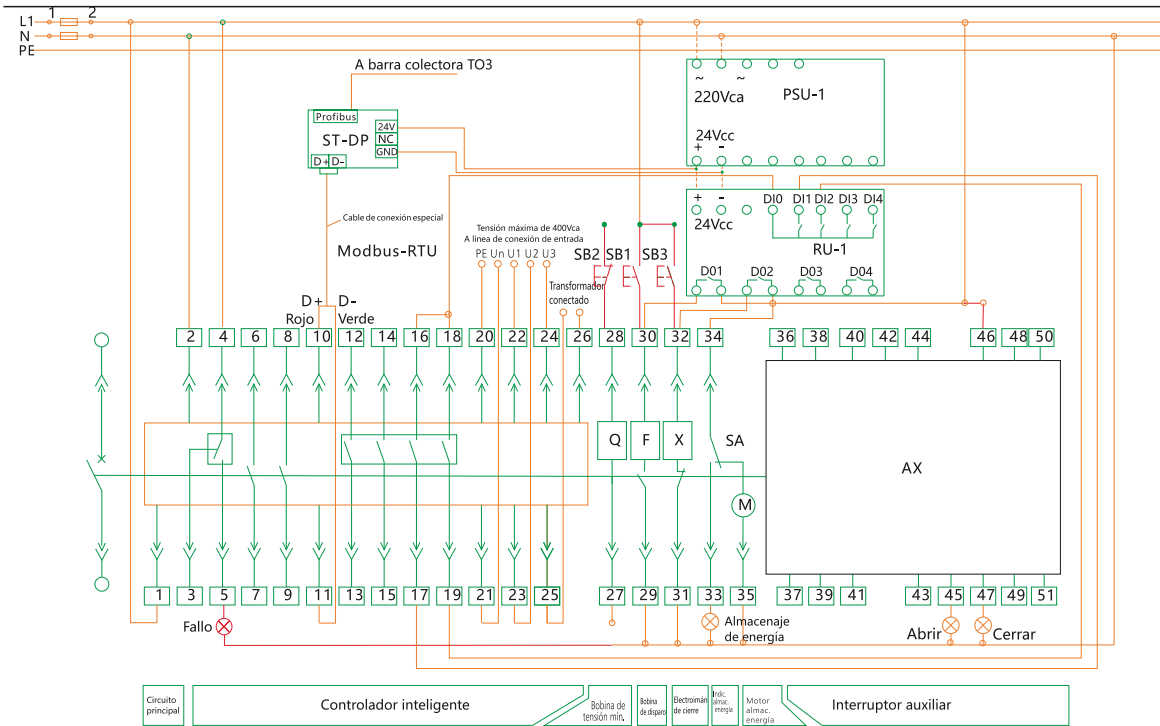 1 2
L1
N
PE
A barra colectora TO3
Profibus
ST-DP
24V
NC
GND
D+ D-
~ ~
220Vca
PSU-1
24Vcc
+ -
+ -
24Vcc
DI0 DI1 DI2 DI3 DI4
RU-1
D01 D02 D03 D04
Cable de conexión especial
Modbus-RTU
Tensión máxima de 400Vca
A línea de conexión de entrada
PE Un U1 U2 U3
Transformador
conectado
SB2 SB1 SB3
D+ D-
Rojo Verde
2 4 6 8 10 12 14 16 18 20 22 24 26 28 30 32 34 36 38 40 42 44 46 48 50
Q F X SA
M
AX
1 3 5 7 9 11 13 15 17 19 21 23 25 27 29 31 33 35 37 39 41 43 45 47 49 51
Fallo
Almacenaje
de energía
Abrir
Cerrar
Circuito
principal
Controlador inteligente
Bobina de
tensión mín.
Bobina
de disparo
Electroimán
de cierre
Indic.
almac.
energía
Motor
almac.
energía
Interruptor auxiliar